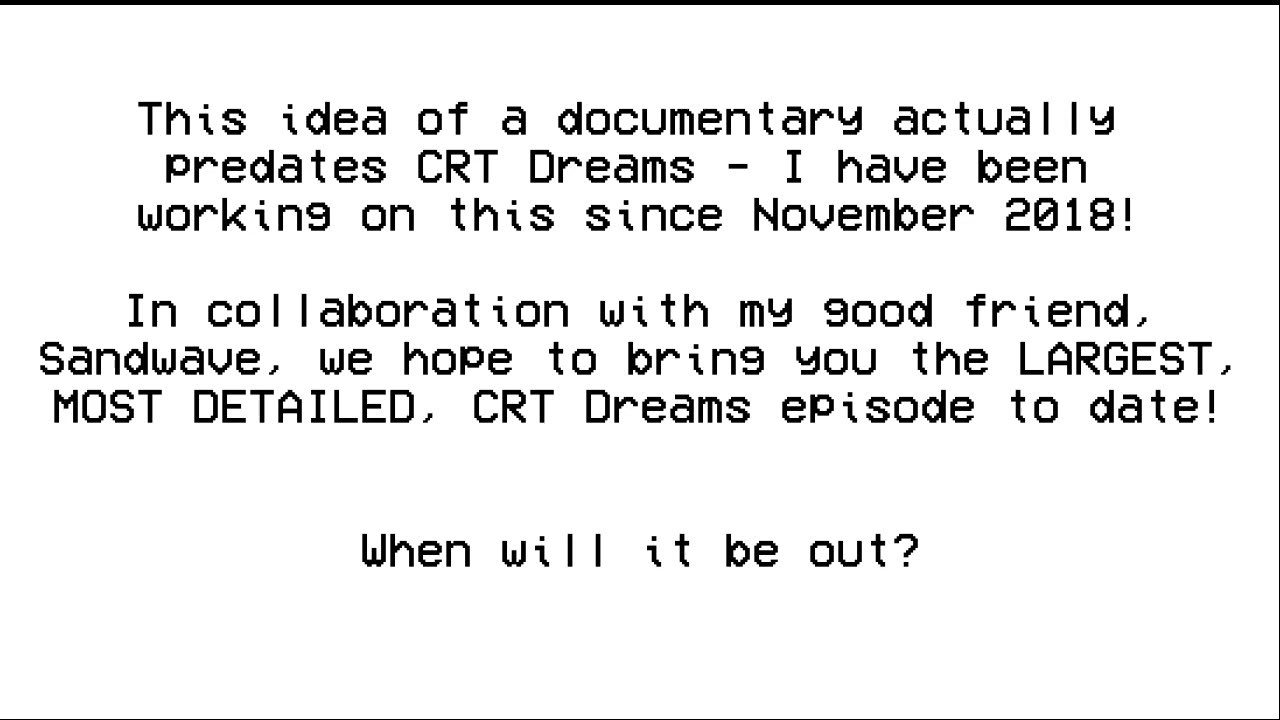 This idea of a documentary actually
predates CRT Dreams - I have been
working on this since November 2018!
In collaboration with my good friend,
Sandwave, we hope to bring you the LARGEST,
MOST DETAILED, CRT Dreams episode to date!
When will it be out?